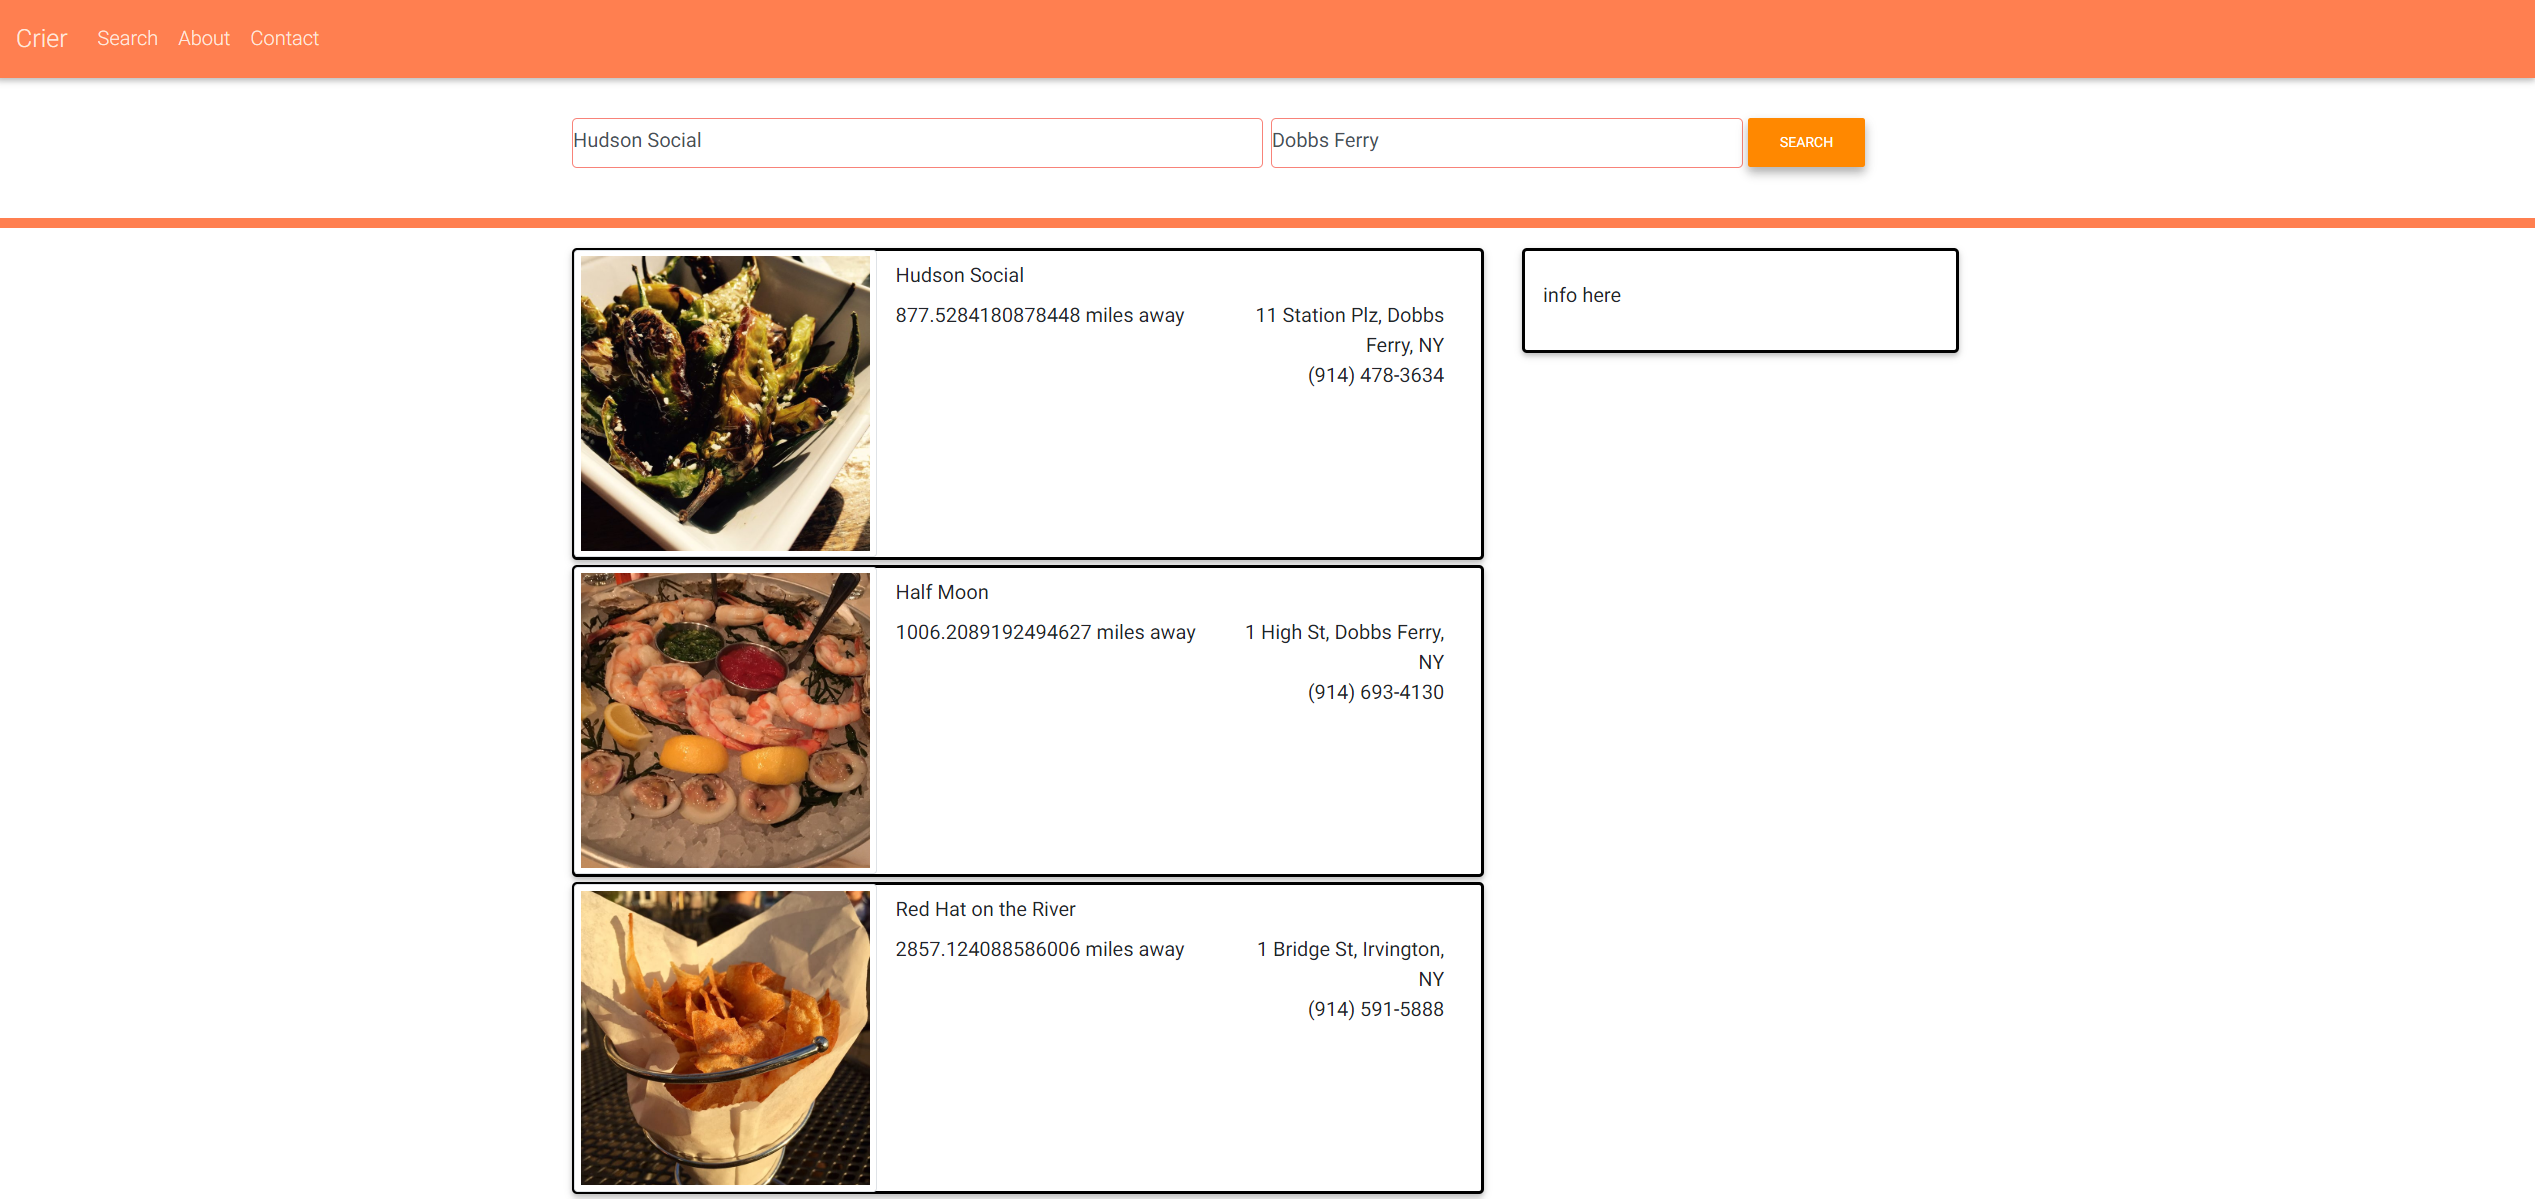 Crier Search About Contact
Hudson Social Dobbs Ferry SEARCH
Hudson Social
877.5284180878448 miles away
11 Station Plz, Dobbs
Ferry, NY
(914) 478-3634
info here
Half Moon
1006.2089192494627 miles away
1 High St, Dobbs Ferry,
NY
(914) 693-4130
Red Hat on the River
2857.124088586006 miles away
1 Bridge St, Irvington,
NY
(914) 591-5888